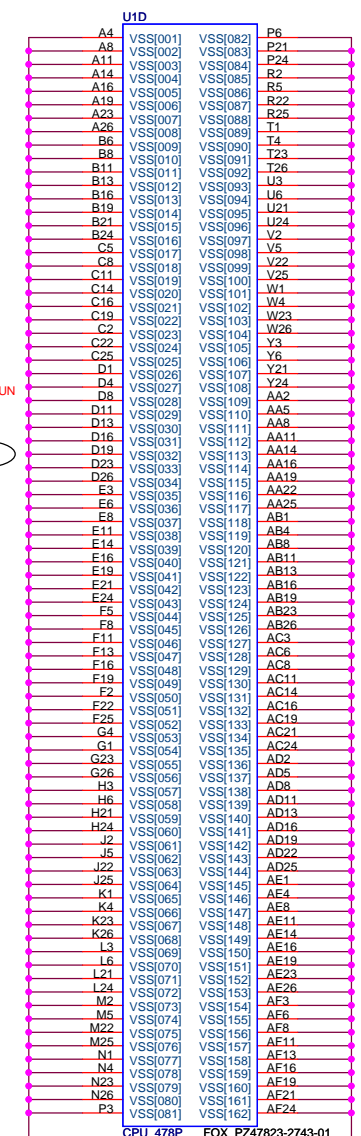 U1D
A4 VSS[001] VSS[082] P6
A8 VSS[002] VSS[083] P21
A11 VSS[003] VSS[084] P24
A14 VSS[004] VSS[085] R2
A16 VSS[005] VSS[086] R5
A19 VSS[006] VSS[087] R22
A23 VSS[007] VSS[088] R25
A26 VSS[008] VSS[089] T1
B6 VSS[009] VSS[090] T4
B8 VSS[010] VSS[091] T23
B11 VSS[011] VSS[092] T26
B13 VSS[012] VSS[093] U3
B16 VSS[013] VSS[094] U6
B19 VSS[014] VSS[095] U21
B21 VSS[015] VSS[096] U24
B24 VSS[016] VSS[097] V2
C5 VSS[017] VSS[098] V5
C8 VSS[018] VSS[099] V22
C11 VSS[019] VSS[100] V25
C14 VSS[020] VSS[101] W1
C16 VSS[021] VSS[102] W4
C19 VSS[022] VSS[103] W23
C2 VSS[023] VSS[104] W26
C22 VSS[024] VSS[105] Y3
C25 VSS[025] VSS[106] Y6
D1 VSS[026] VSS[107] Y21
D4 VSS[027] VSS[108] Y24
UN
D8 VSS[028] VSS[109] AA2
D11 VSS[029] VSS[110] AA5
D13 VSS[030] VSS[111] AA8
D16 VSS[031] VSS[112] AA11
D19 VSS[032] VSS[113] AA14
D23 VSS[033] VSS[114] AA16
D26 VSS[034] VSS[115] AA19
E3 VSS[035] VSS[116] AA22
E6 VSS[036] VSS[117] AA25
E8 VSS[037] VSS[118] AB1
E11 VSS[038] VSS[119] AB4
E14 VSS[039] VSS[120] AB8
E16 VSS[040] VSS[121] AB11
E19 VSS[041] VSS[122] AB13
E21 VSS[042] VSS[123] AB16
E24 VSS[043] VSS[124] AB19
F5 VSS[044] VSS[125] AB23
F8 VSS[045] VSS[126] AB26
F11 VSS[046] VSS[127] AC3
F13 VSS[047] VSS[128] AC6
F16 VSS[048] VSS[129] AC8
F19 VSS[049] VSS[130] AC11
F2 VSS[050] VSS[131] AC14
F22 VSS[051] VSS[132] AC16
F25 VSS[052] VSS[133] AC19
G4 VSS[053] VSS[134] AC21
G1 VSS[054] VSS[135] AC24
G23 VSS[055] VSS[136] AD2
G26 VSS[056] VSS[137] AD5
H3 VSS[057] VSS[138] AD8
H6 VSS[058] VSS[139] AD11
H21 VSS[059] VSS[140] AD13
H24 VSS[060] VSS[141] AD16
J2 VSS[061] VSS[142] AD19
J5 VSS[062] VSS[143] AD22
J22 VSS[063] VSS[144] AD25
J25 VSS[064] VSS[145] AE1
K1 VSS[065] VSS[146] AE4
K4 VSS[066] VSS[147] AE8
K23 VSS[067] VSS[148] AE11
K26 VSS[068] VSS[149] AE14
L3 VSS[069] VSS[150] AE16
L6 VSS[070] VSS[151] AE19
L21 VSS[071] VSS[152] AE23
L24 VSS[072] VSS[153] AE26
M2 VSS[073] VSS[154] AF3
M5 VSS[074] VSS[155] AF6
M22 VSS[075] VSS[156] AF8
M25 VSS[076] VSS[157] AF11
N1 VSS[077] VSS[158] AF13
N4 VSS[078] VSS[159] AF16
N23 VSS[079] VSS[160] AF19
N26 VSS[080] VSS[161] AF21
P3 VSS[081] VSS[162] AF24
CPU_478P FOX_PZ47823-2743-01